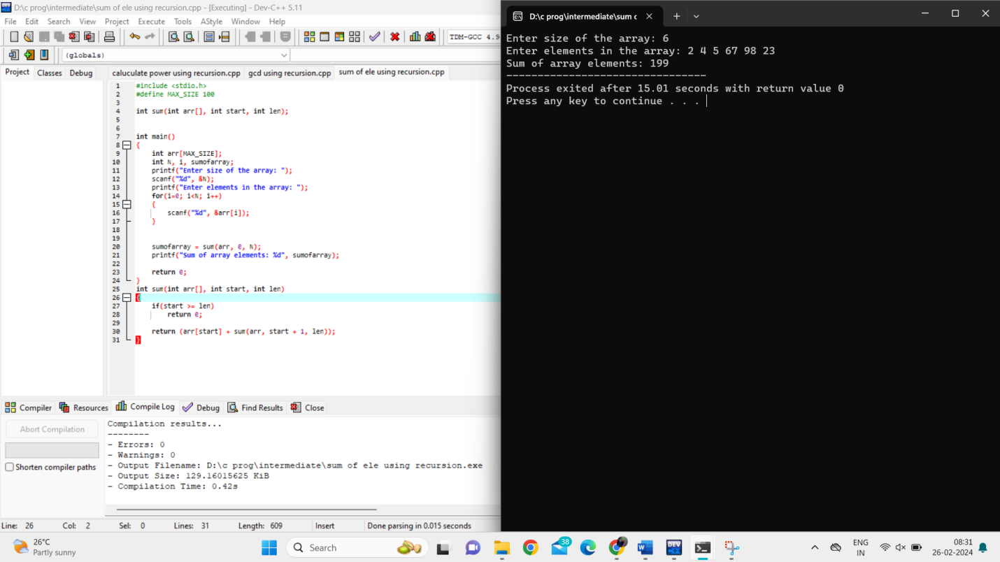 D:\c prog\intermediate\sum of ele using recursion.cpp - [Executing] - Dev-C++ 5.11
File Edit Search View Project Execute Tools AStyle Window Help
TDM-GCC 4.9
(globals)
Project Classes Debug
caluculate power using recursion.cpp gcd using recursion.cpp sum of ele using recursion.cpp
1 #include <stdio.h>
2 #define MAX_SIZE 100
3
4 int sum(int arr[], int start, int len);
5
6
7 int main()
8 {
9 int arr[MAX_SIZE];
10 int N, i, sumofarray;
11 printf("Enter size of the array: ");
12 scanf("%d", &N);
13 printf("Enter elements in the array: ");
14 for(i=0; i<N; i++)
15 {
16 scanf("%d", &arr[i]);
17 }
18
19
20 sumofarray = sum(arr, 0, N);
21 printf("Sum of array elements: %d", sumofarray);
22
23 return 0;
24 }
25 int sum(int arr[], int start, int len)
26 {
27 if(start >= len)
28 return 0;
29
30 return (arr[start] + sum(arr, start + 1, len));
31 }
Compiler Resources Compile Log Debug Find Results Close
Abort Compilation
Shorten compiler paths
Compilation results...
--------
- Errors: 0
- Warnings: 0
- Output Filename: D:\c prog\intermediate\sum of ele using recursion.exe
- Output Size: 129.16015625 KiB
- Compilation Time: 0.42s
Line: 26 Col: 2 Sel: 0 Lines: 31 Length: 609 Insert Done parsing in 0.015 seconds
D:\c prog\intermediate\sum c
Enter size of the array: 6
Enter elements in the array: 2 4 5 67 98 23
Sum of array elements: 199
--------------------------------
Process exited after 15.01 seconds with return value 0
Press any key to continue . . .
26°C
Partly sunny
Search
38
DEV
ENG
IN
08:31
26-02-2024